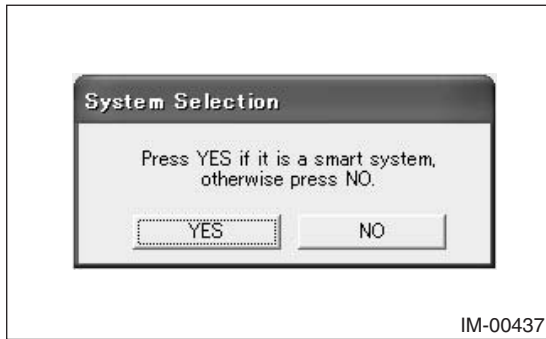 System Selection
Press YES if it is a smart system,
otherwise press NO.
YES
NO
IM-00437